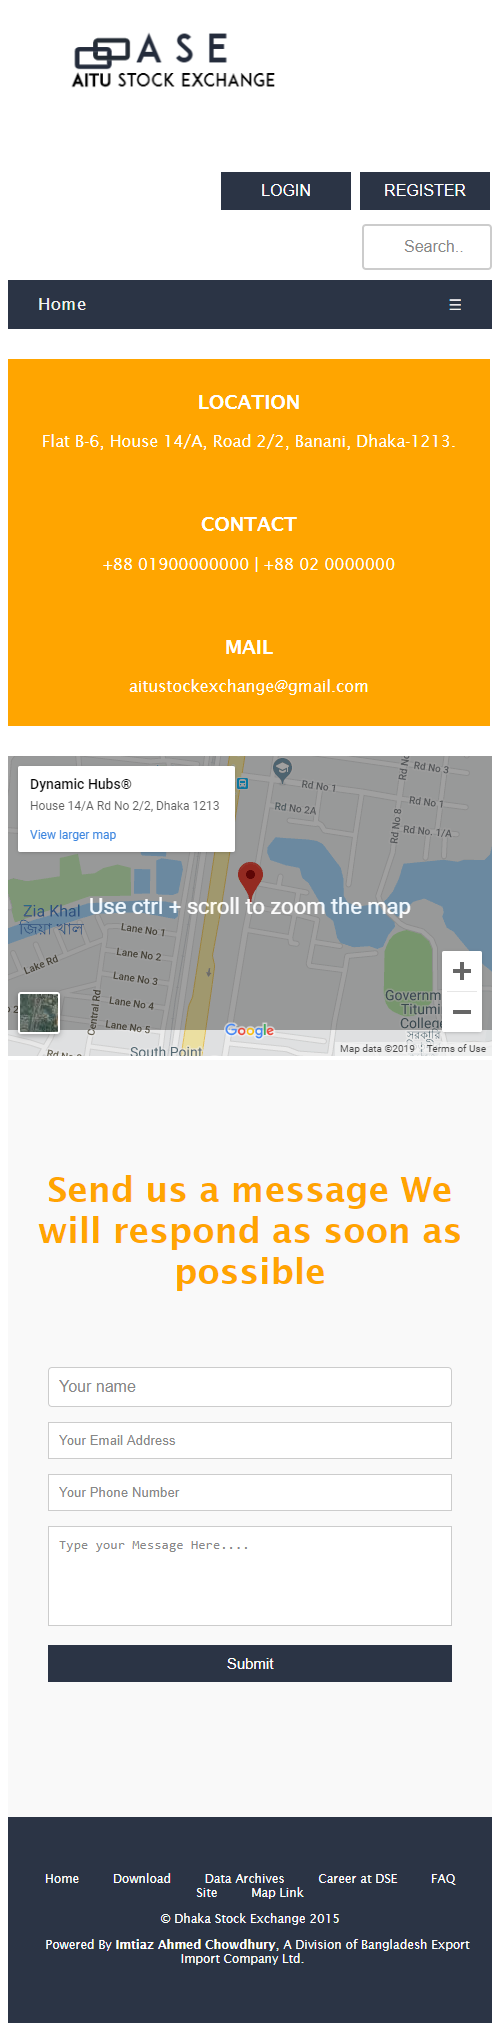 ASE
AITU STOCK EXCHANGE
LOGIN
REGISTER
Search..
Home
☰
LOCATION
Flat B-6, House 14/A, Road 2/2, Banani, Dhaka-1213.
CONTACT
+88 01900000000 | +88 02 0000000
MAIL
aitustockexchange@gmail.com
Dynamic Hubs®
House 14/A Rd No 2/2, Dhaka 1213
View larger map
Rd No 3
Rd No 1
Rd No 1
Rd No 2A
Rd No 8
Rd No. 1/A
Use ctrl + scroll to zoom the map
Zia Khal
জিয়া খাল
Lane No 1
Lane No 2
Lake Rd
Lane No 3
Central Rd
Lane No 4
Lane No 5
Governm
Titumi
College
সরকারি
Google
South Point
Map data ©2019
Terms of Use
Send us a message We
will respond as soon as
possible
Your name
Your Email Address
Your Phone Number
Type your Message Here....
Submit
Home Download Data Archives Career at DSE FAQ
Site Map Link
© Dhaka Stock Exchange 2015
Powered By Imtiaz Ahmed Chowdhury, A Division of Bangladesh Export
Import Company Ltd.